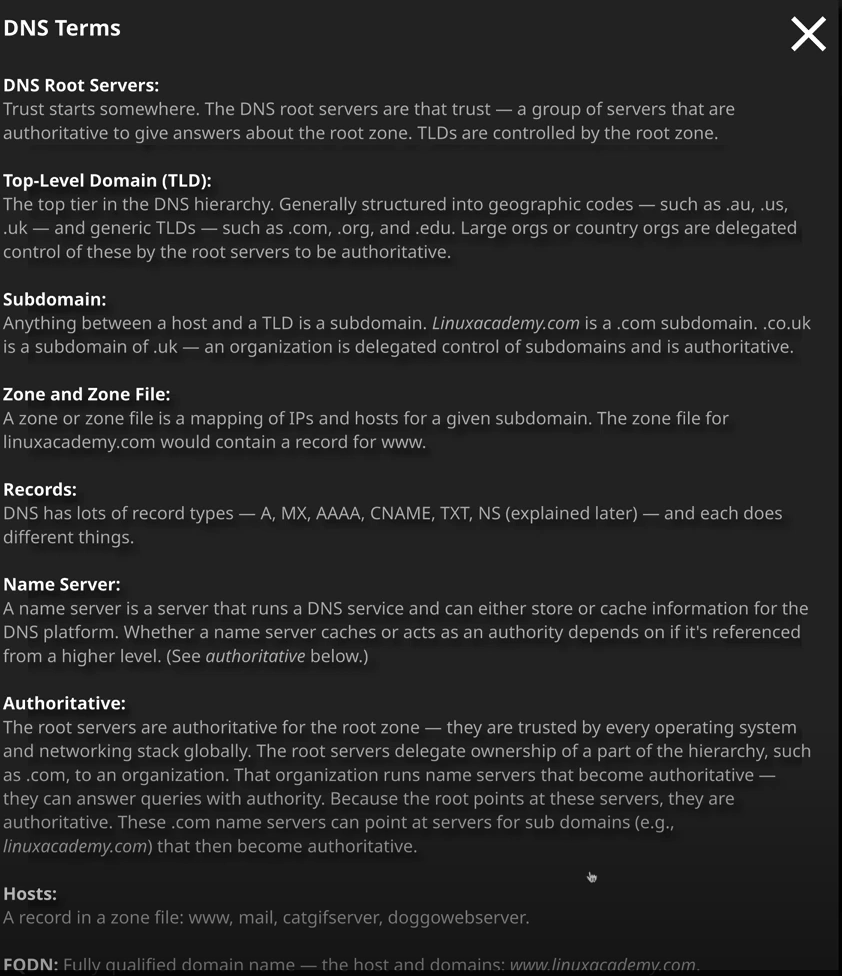 DNS Terms
DNS Root Servers:
Trust starts somewhere. The DNS root servers are that trust — a group of servers that are
authoritative to give answers about the root zone. TLDs are controlled by the root zone.
Top-Level Domain (TLD):
The top tier in the DNS hierarchy. Generally structured into geographic codes — such as .au, .us,
.uk — and generic TLDs — such as .com, .org, and .edu. Large orgs or country orgs are delegated
control of these by the root servers to be authoritative.
Subdomain:
Anything between a host and a TLD is a subdomain. Linuxacademy.com is a .com subdomain. .co.uk
is a subdomain of .uk — an organization is delegated control of subdomains and is authoritative.
Zone and Zone File:
A zone or zone file is a mapping of IPs and hosts for a given subdomain. The zone file for
linuxacademy.com would contain a record for www.
Records:
DNS has lots of record types — A, MX, AAAA, CNAME, TXT, NS (explained later) — and each does
different things.
Name Server:
A name server is a server that runs a DNS service and can either store or cache information for the
DNS platform. Whether a name server caches or acts as an authority depends on if it's referenced
from a higher level. (See authoritative below.)
Authoritative:
The root servers are authoritative for the root zone — they are trusted by every operating system
and networking stack globally. The root servers delegate ownership of a part of the hierarchy, such
as .com, to an organization. That organization runs name servers that become authoritative —
they can answer queries with authority. Because the root points at these servers, they are
authoritative. These .com name servers can point at servers for sub domains (e.g.,
linuxacademy.com) that then become authoritative.
Hosts:
A record in a zone file: www, mail, catgifserver, doggowebserver.
FQDN: Fully qualified domain name — the host and domains: www.linuxacademy.com.